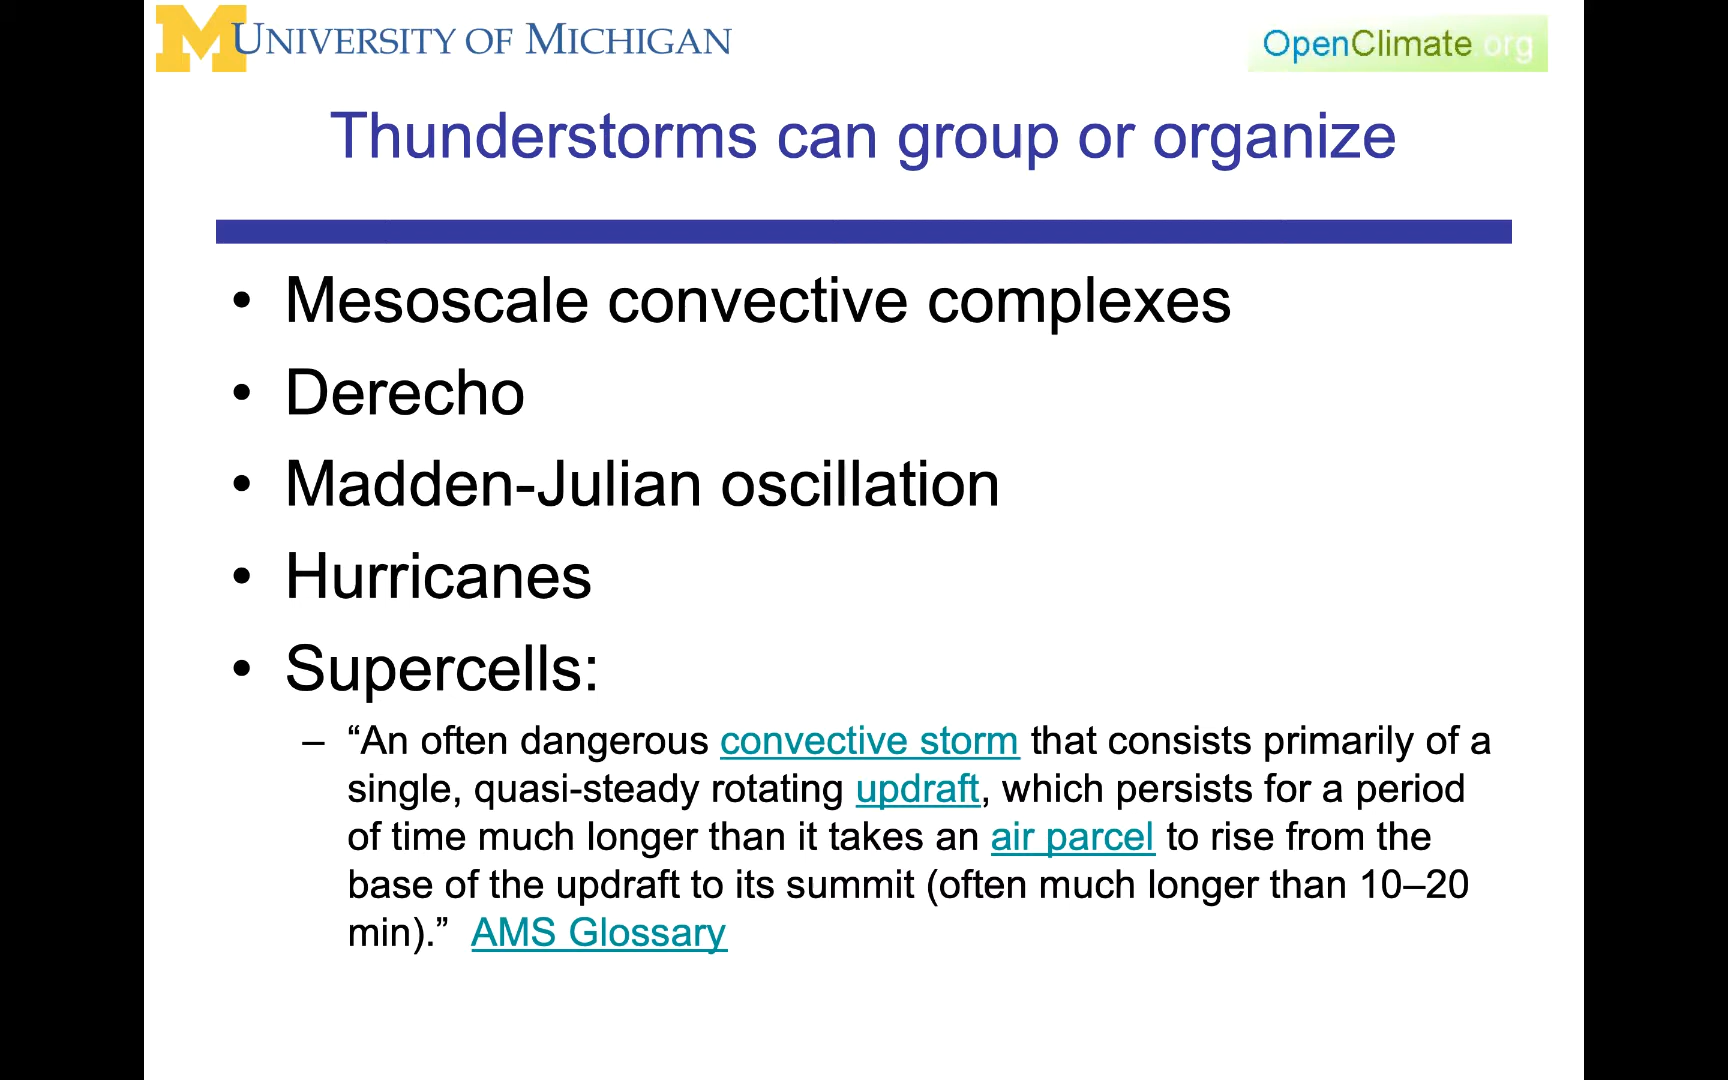 M UNIVERSITY OF MICHIGAN
OpenClimate.org
Thunderstorms can group or organize
• Mesoscale convective complexes
• Derecho
• Madden-Julian oscillation
• Hurricanes
• Supercells:
– “An often dangerous convective storm that consists primarily of a
single, quasi-steady rotating updraft, which persists for a period
of time much longer than it takes an air parcel to rise from the
base of the updraft to its summit (often much longer than 10–20
min).” AMS Glossary